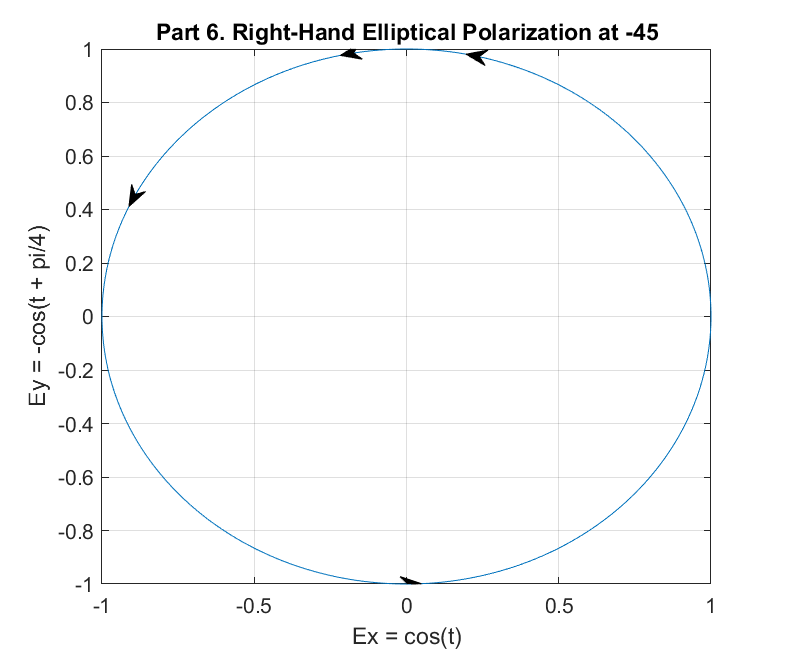 Part 6. Right-Hand Elliptical Polarization at -45
1
0.8
0.6
0.4
0.2
0
-0.2
-0.4
-0.6
-0.8
-1
Ey = -cos(t + pi/4)
-1 -0.5 0 0.5 1
Ex = cos(t)